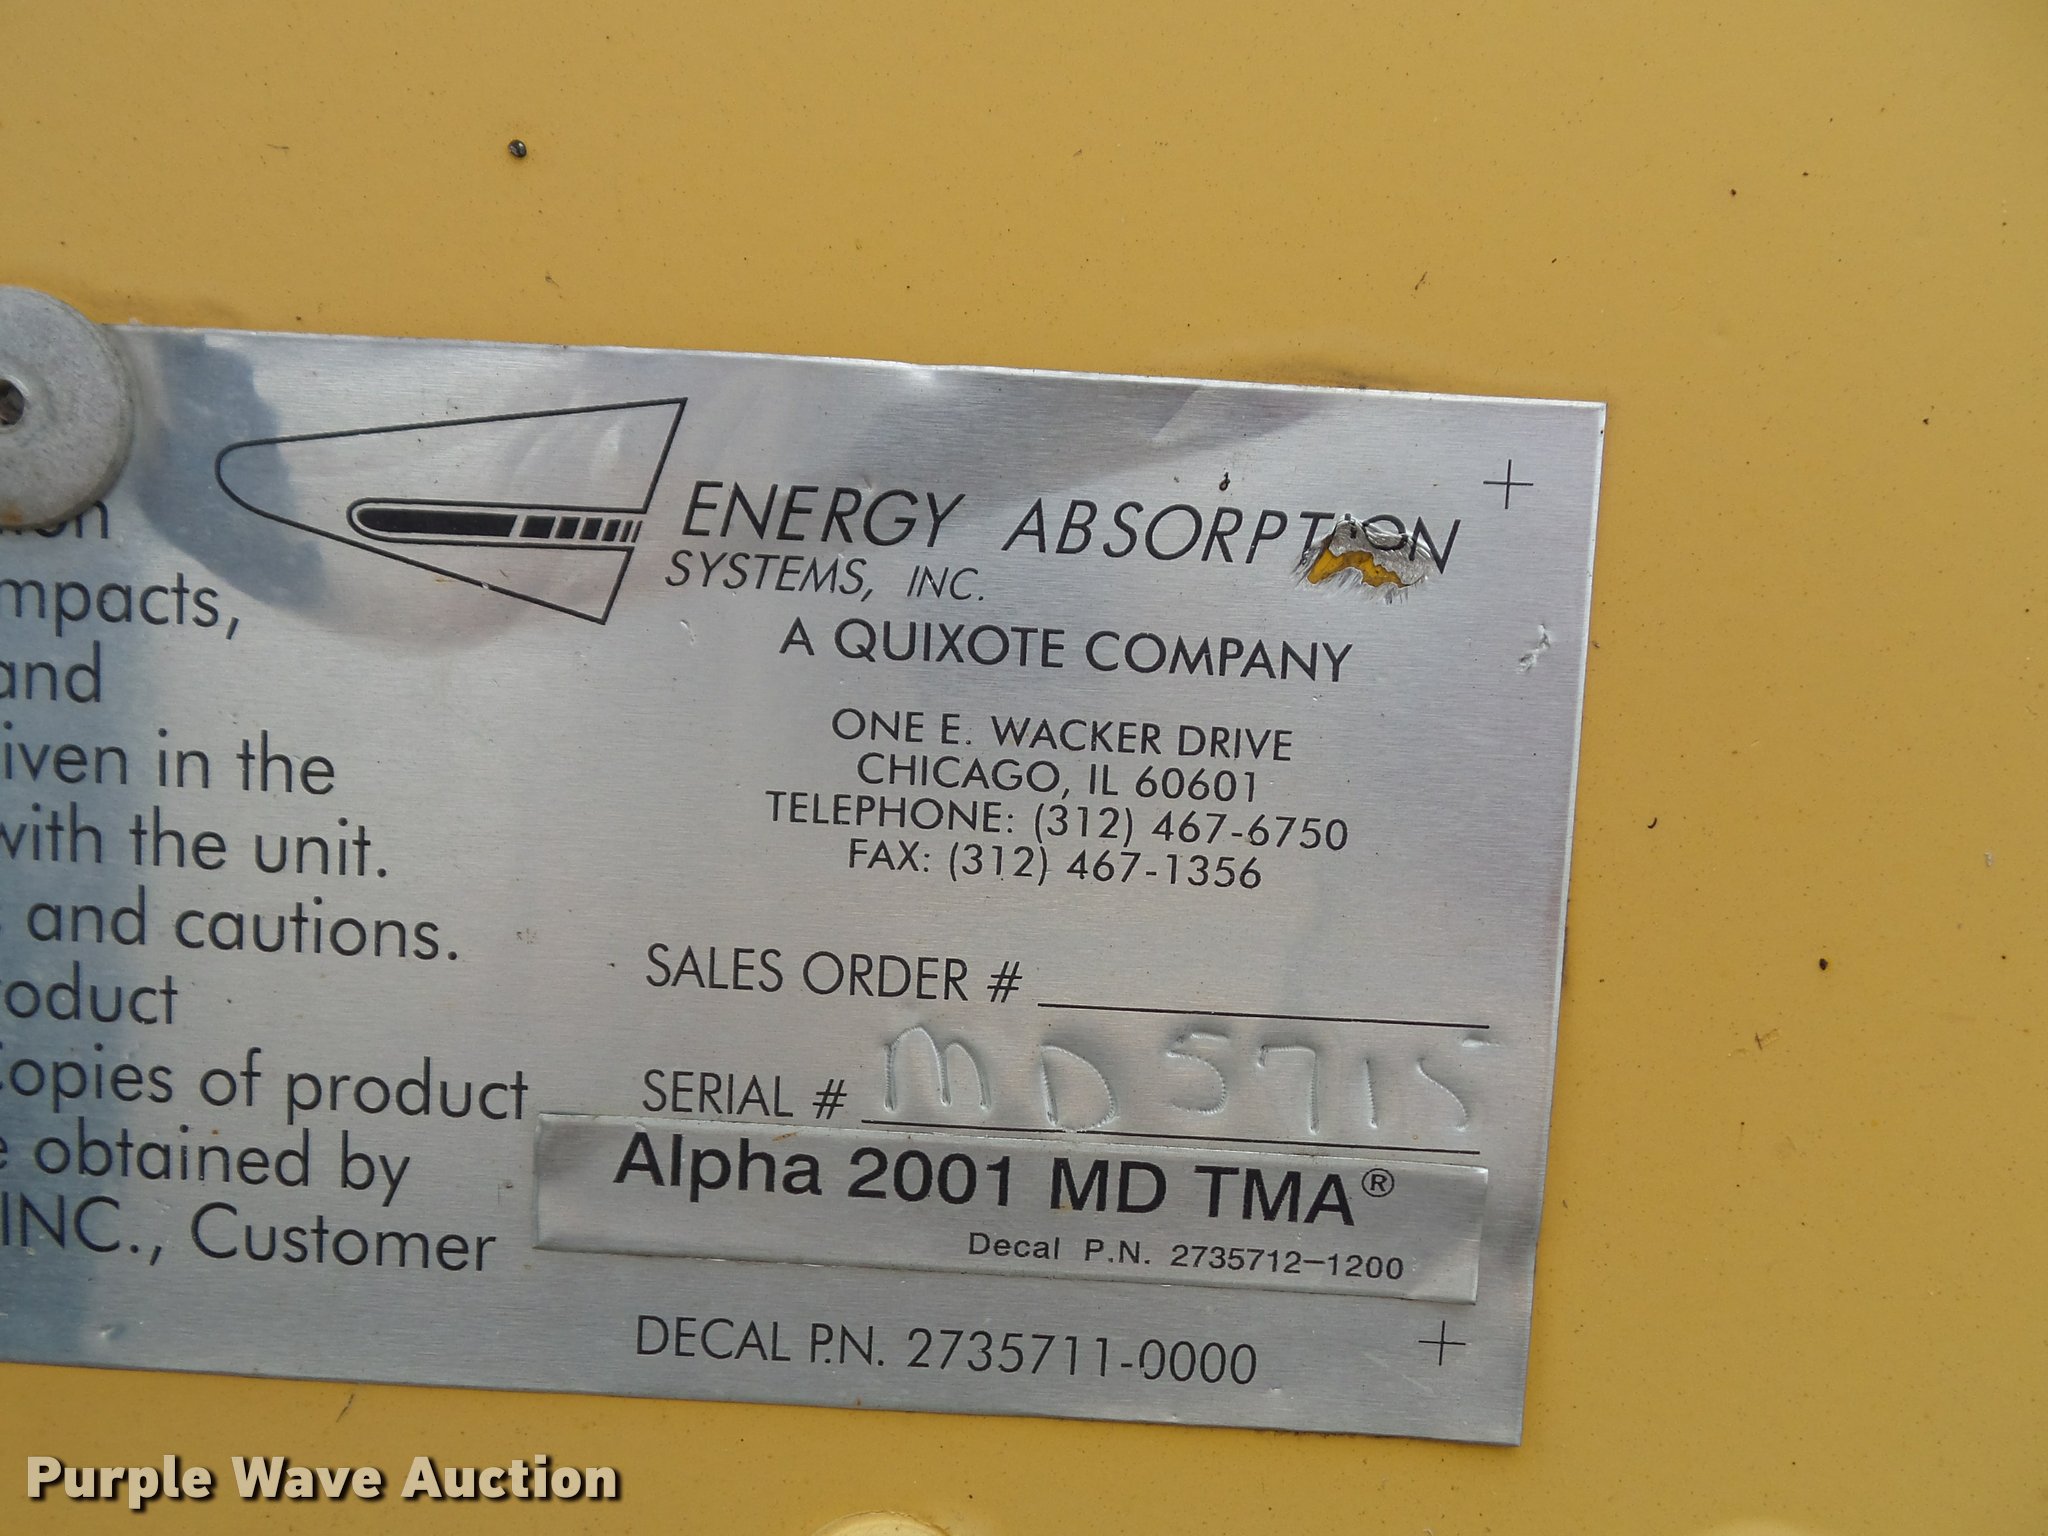 mpacts,
and
iven in the
with the unit.
and cautions.
oduct
opies of product
obtained by
INC., Customer
ENERGY ABSORPTION
SYSTEMS, INC.
A QUIXOTE COMPANY
ONE E. WACKER DRIVE
CHICAGO, IL 60601
TELEPHONE: (312) 467-6750
FAX: (312) 467-1356
SALES ORDER #
SERIAL # MD5715
Alpha 2001 MD TMA®
Decal P.N. 2735712-1200
DECAL P.N. 2735711-0000
Purple Wave Auction